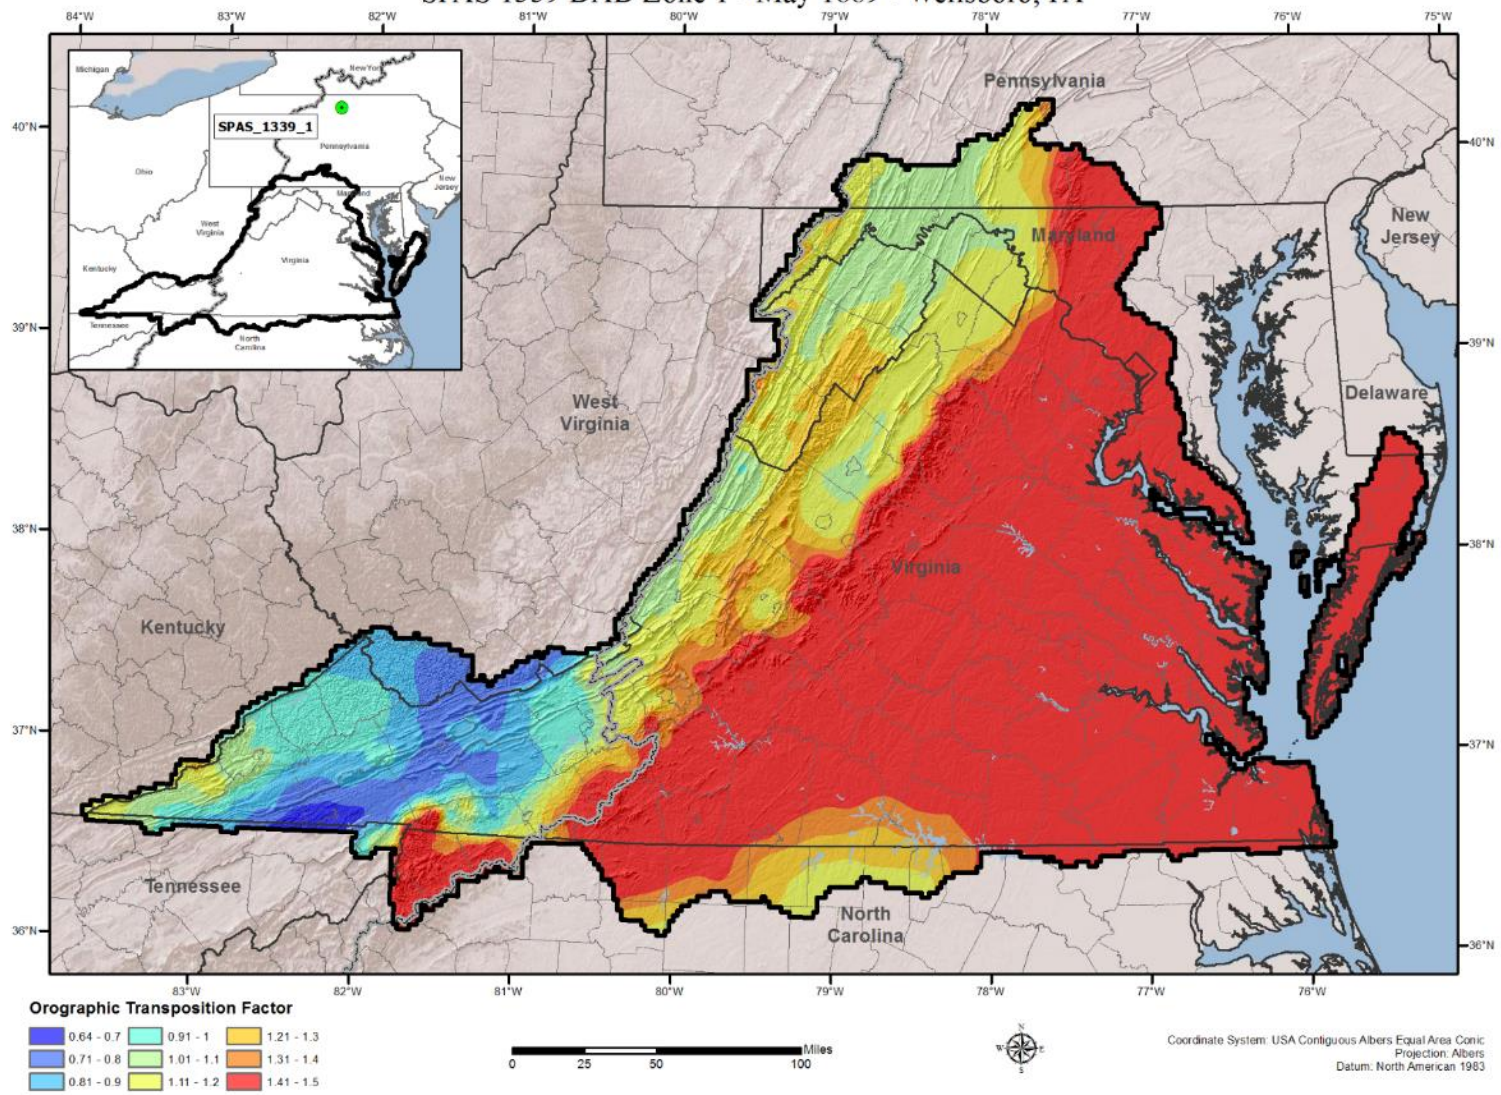 84°W 83°W 82°W 81°W 80°W 79°W 78°W 77°W 76°W 75°W
Michigan
New York
SPAS_1339_1
Pennsylvania
Ohio
New
Jersey
Maryland
West
Virginia
Virginia
Kentucky
Tennessee
North
Carolina
Pennsylvania
40°N
40°N
New
Jersey
Maryland
39°N
39°N
West
Virginia
Delaware
38°N
38°N
Virginia
Kentucky
37°N
37°N
Tennessee
North
Carolina
36°N
36°N
83°W 82°W 81°W 80°W 79°W 78°W 77°W 76°W
Orographic Transposition Factor
0.64 - 0.7 0.91 - 1 1.21 - 1.3
0.71 - 0.8 1.01 - 1.1 1.31 - 1.4
0.81 - 0.9 1.11 - 1.2 1.41 - 1.5
Miles
0 25 50 100
N
W E
S
Coordinate System: USA Contiguous Albers Equal Area Conic
Projection: Albers
Datum: North American 1983